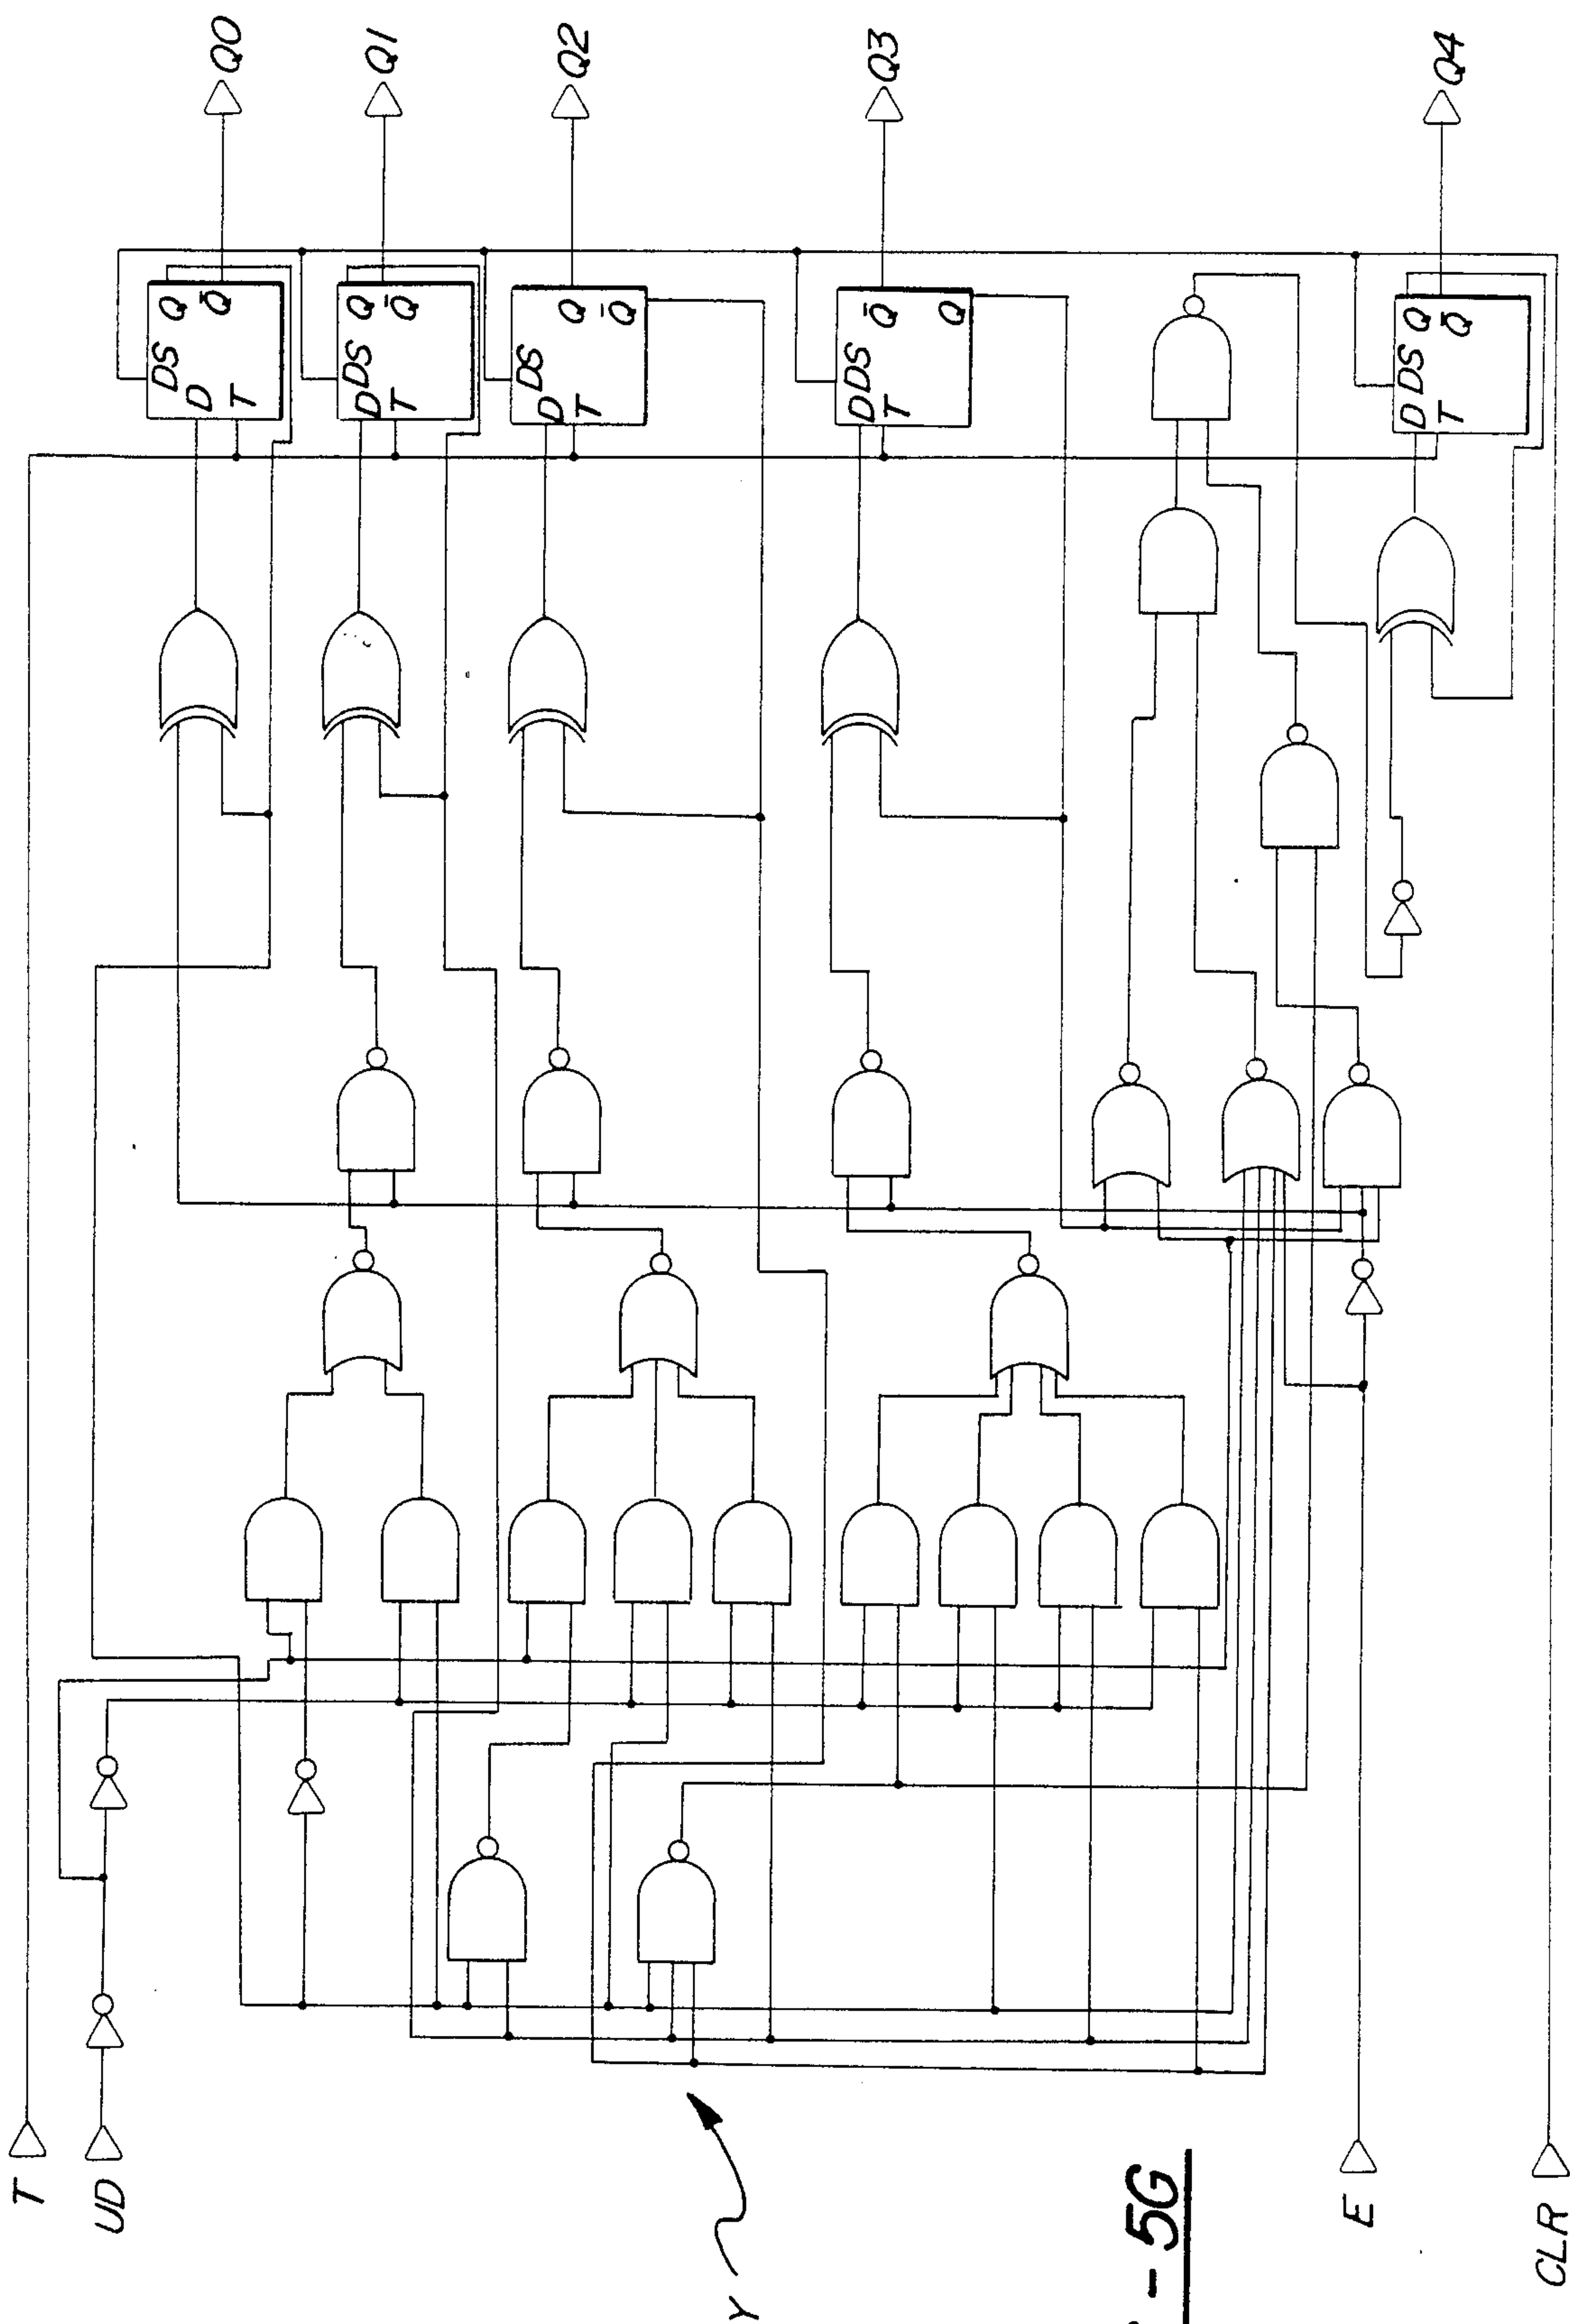 T
UD
E
CLR
Y
- 5G
D DS Q
T Q̅
Q0
D DS Q
T Q̅
Q1
D DS Q
T Q̅
Q2
D DS Q̅
T Q
Q3
D DS Q
T Q̅
Q4